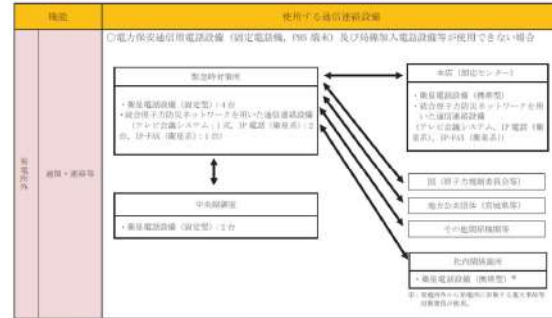 機能
使用する通信連絡設備
○電力保安通信用電話設備（固定電話機，PHS 端末）及び局線加入電話設備等が使用できない場合
緊急時対策所
・衛星電話設備（固定型）：4台
・統合原子力防災ネットワークを用いた通信連絡設備
（テレビ会議システム：1式，IP電話（衛星系）：2
台，IP-FAX（衛星系）：1台）
本店（対応センター）
・衛星電話設備（携帯型）
・統合原子力防災ネットワークを用
いた通信連絡設備
（テレビ会議システム，IP電話（衛
星系），IP-FAX（衛星系））
発電所外
通信・連絡等
国（原子力規制委員会等）
地方公共団体（宮城県等）
その他関係機関等
中央制御室
・衛星電話設備（固定型）：2台
社内関係箇所
・衛星電話設備（携帯型）※